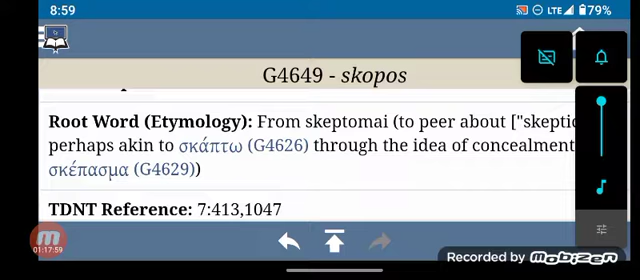 8:59
LTE 79%
G4649 - skopos
Root Word (Etymology): From skeptomai (to peer about ["skeptic
perhaps akin to σκάπτω (G4626) through the idea of concealment
σκέπασμα (G4629))
TDNT Reference: 7:413,1047
01:17:59
Recorded by Mobizen